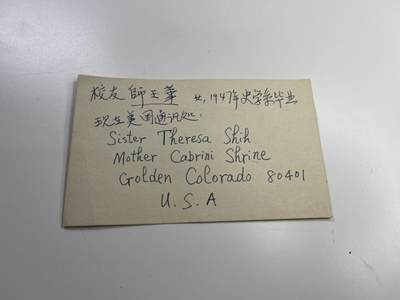 校友 師玉華 女, 1947年史学系毕业
现在美国通讯处:
Sister Theresa Shih
Mother Cabrini Shrine
Golden Colorado 80401
U.S.A